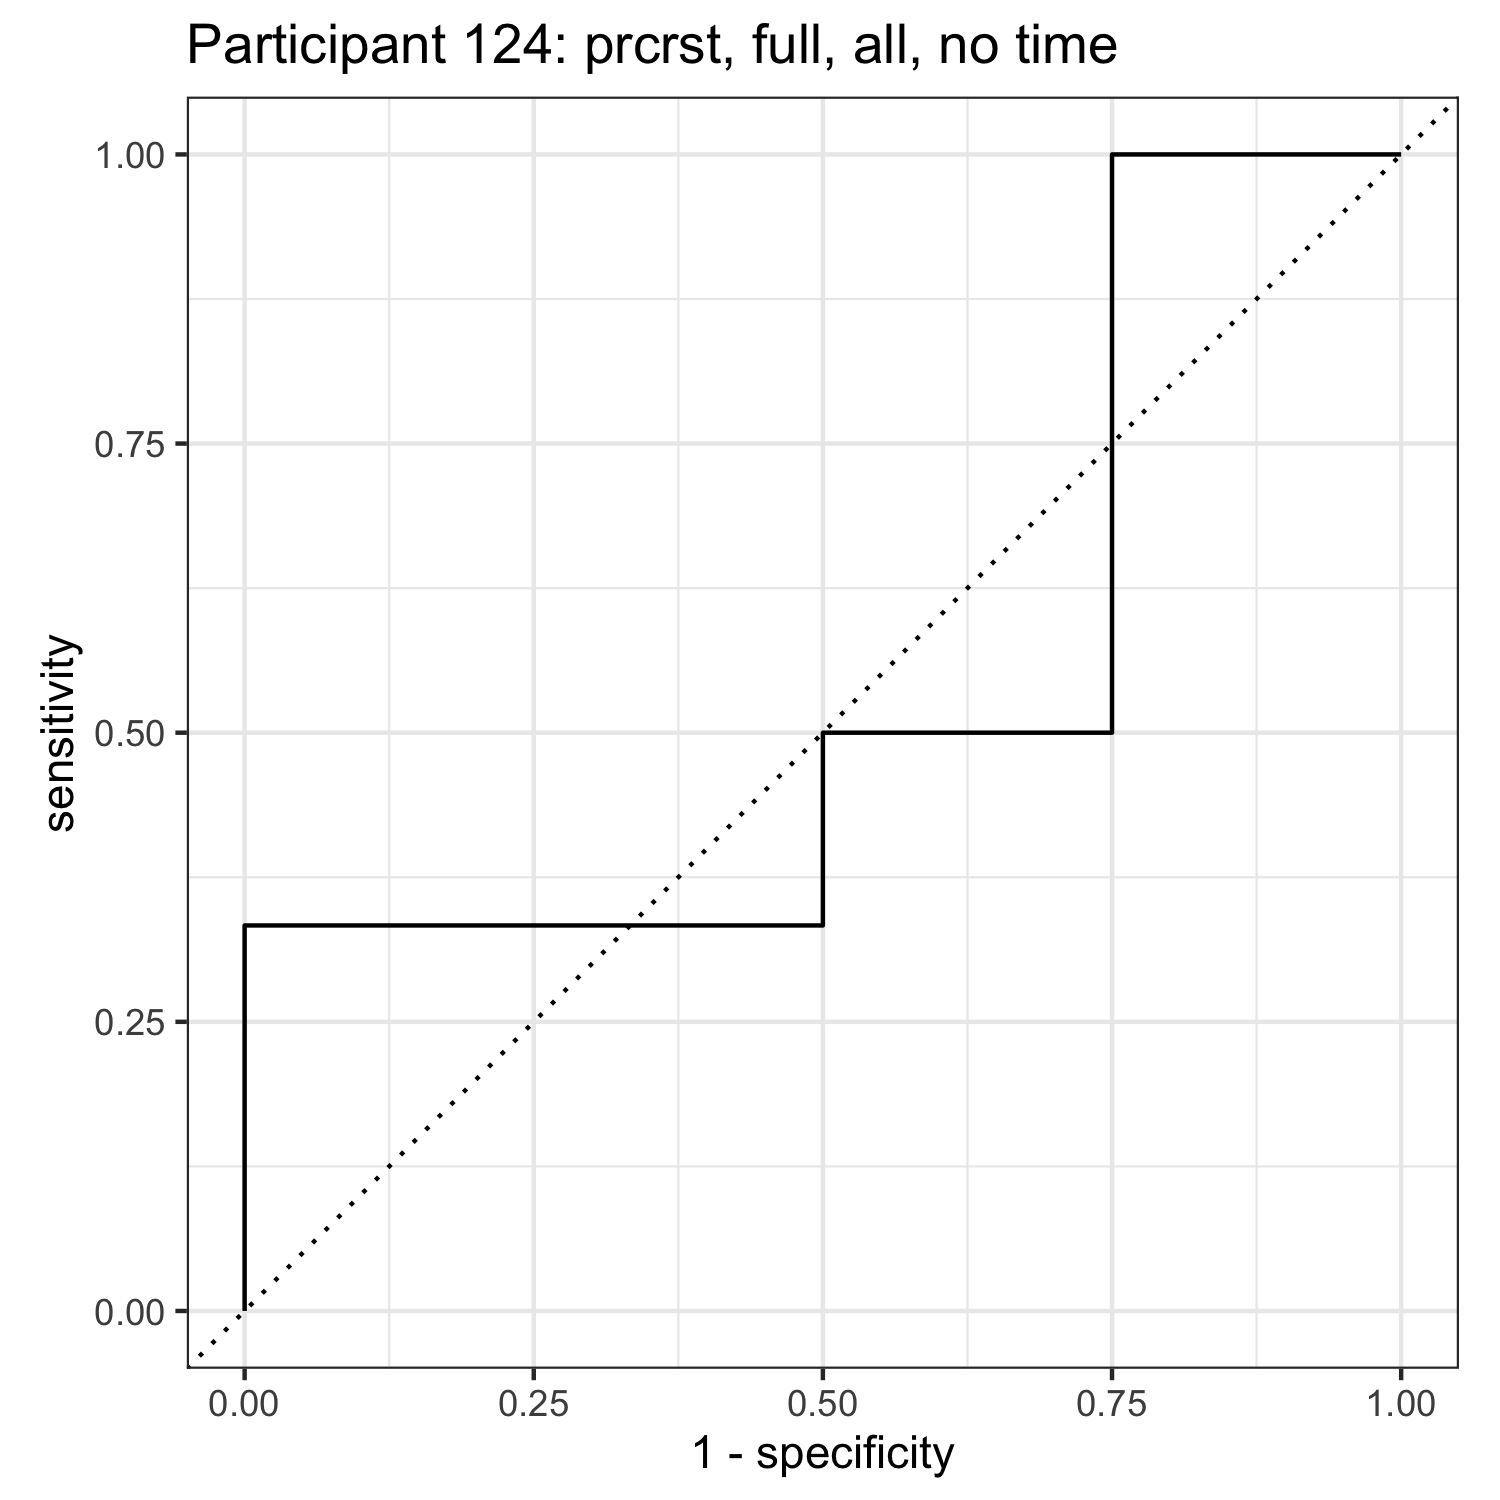 Participant 124: prcrst, full, all, no time
1.00
0.75
0.50
0.25
0.00
sensitivity
0.00 0.25 0.50 0.75 1.00
1 - specificity